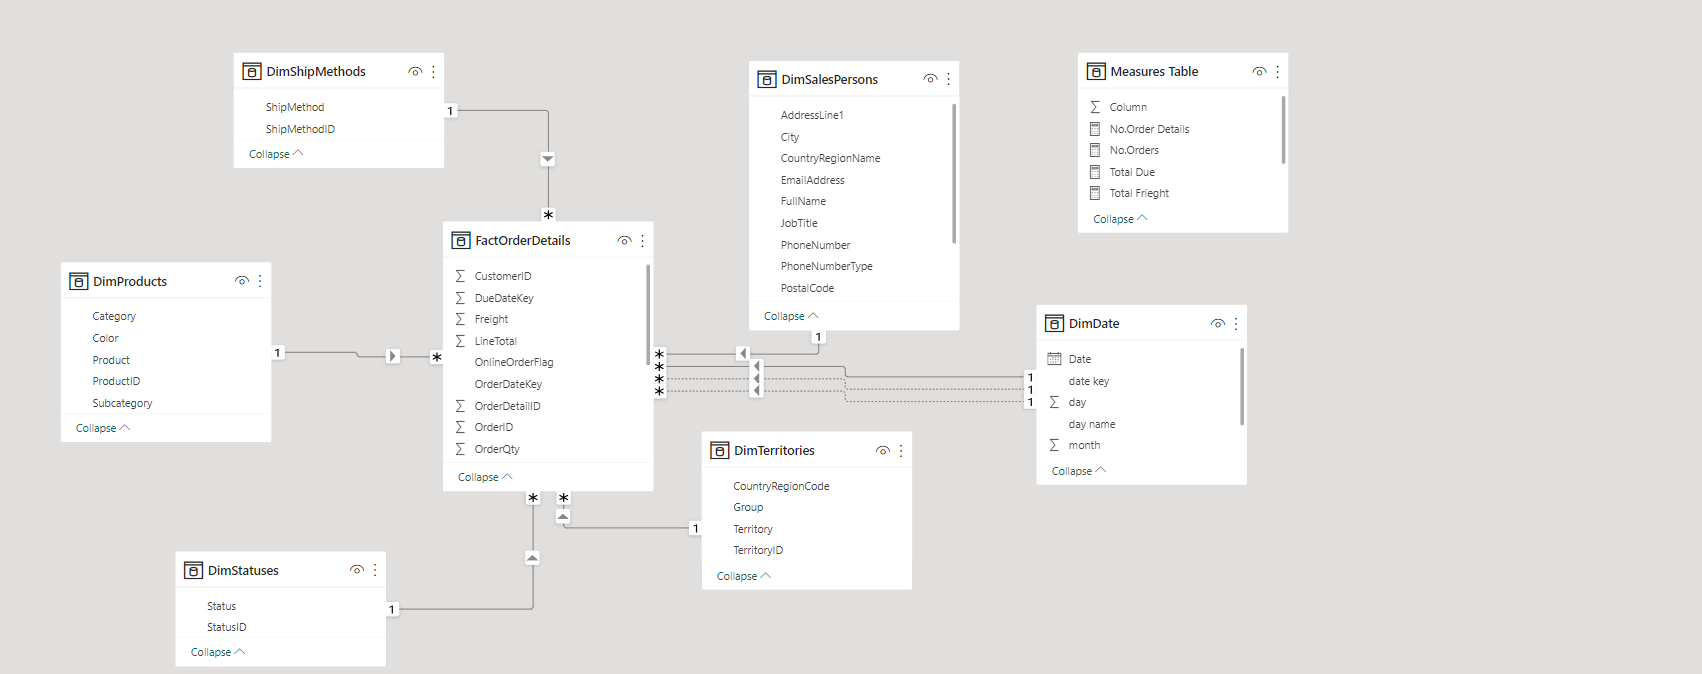 DimShipMethods
ShipMethod
ShipMethodID
Collapse
1
*
DimSalesPersons
AddressLine1
City
CountryRegionName
EmailAddress
FullName
JobTitle
PhoneNumber
PhoneNumberType
PostalCode
Collapse
1
Measures Table
Column
No.Order Details
No.Orders
Total Due
Total Frieght
Collapse
DimProducts
Category
Color
Product
ProductID
Subcategory
Collapse
1
*
FactOrderDetails
CustomerID
DueDateKey
Freight
LineTotal
OnlineOrderFlag
OrderDateKey
OrderDetailID
OrderID
OrderQty
Collapse
*
*
*
*
*
*
DimDate
Date
date key
day
day name
month
Collapse
1
1
1
DimTerritories
CountryRegionCode
Group
Territory
TerritoryID
Collapse
1
DimStatuses
Status
StatusID
Collapse
1